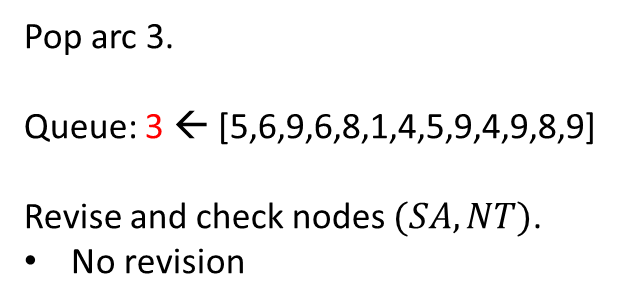 Pop arc 3.
Queue: 3 ← [5,6,9,6,8,1,4,5,9,4,9,8,9]
Revise and check nodes (SA, NT).
• No revision